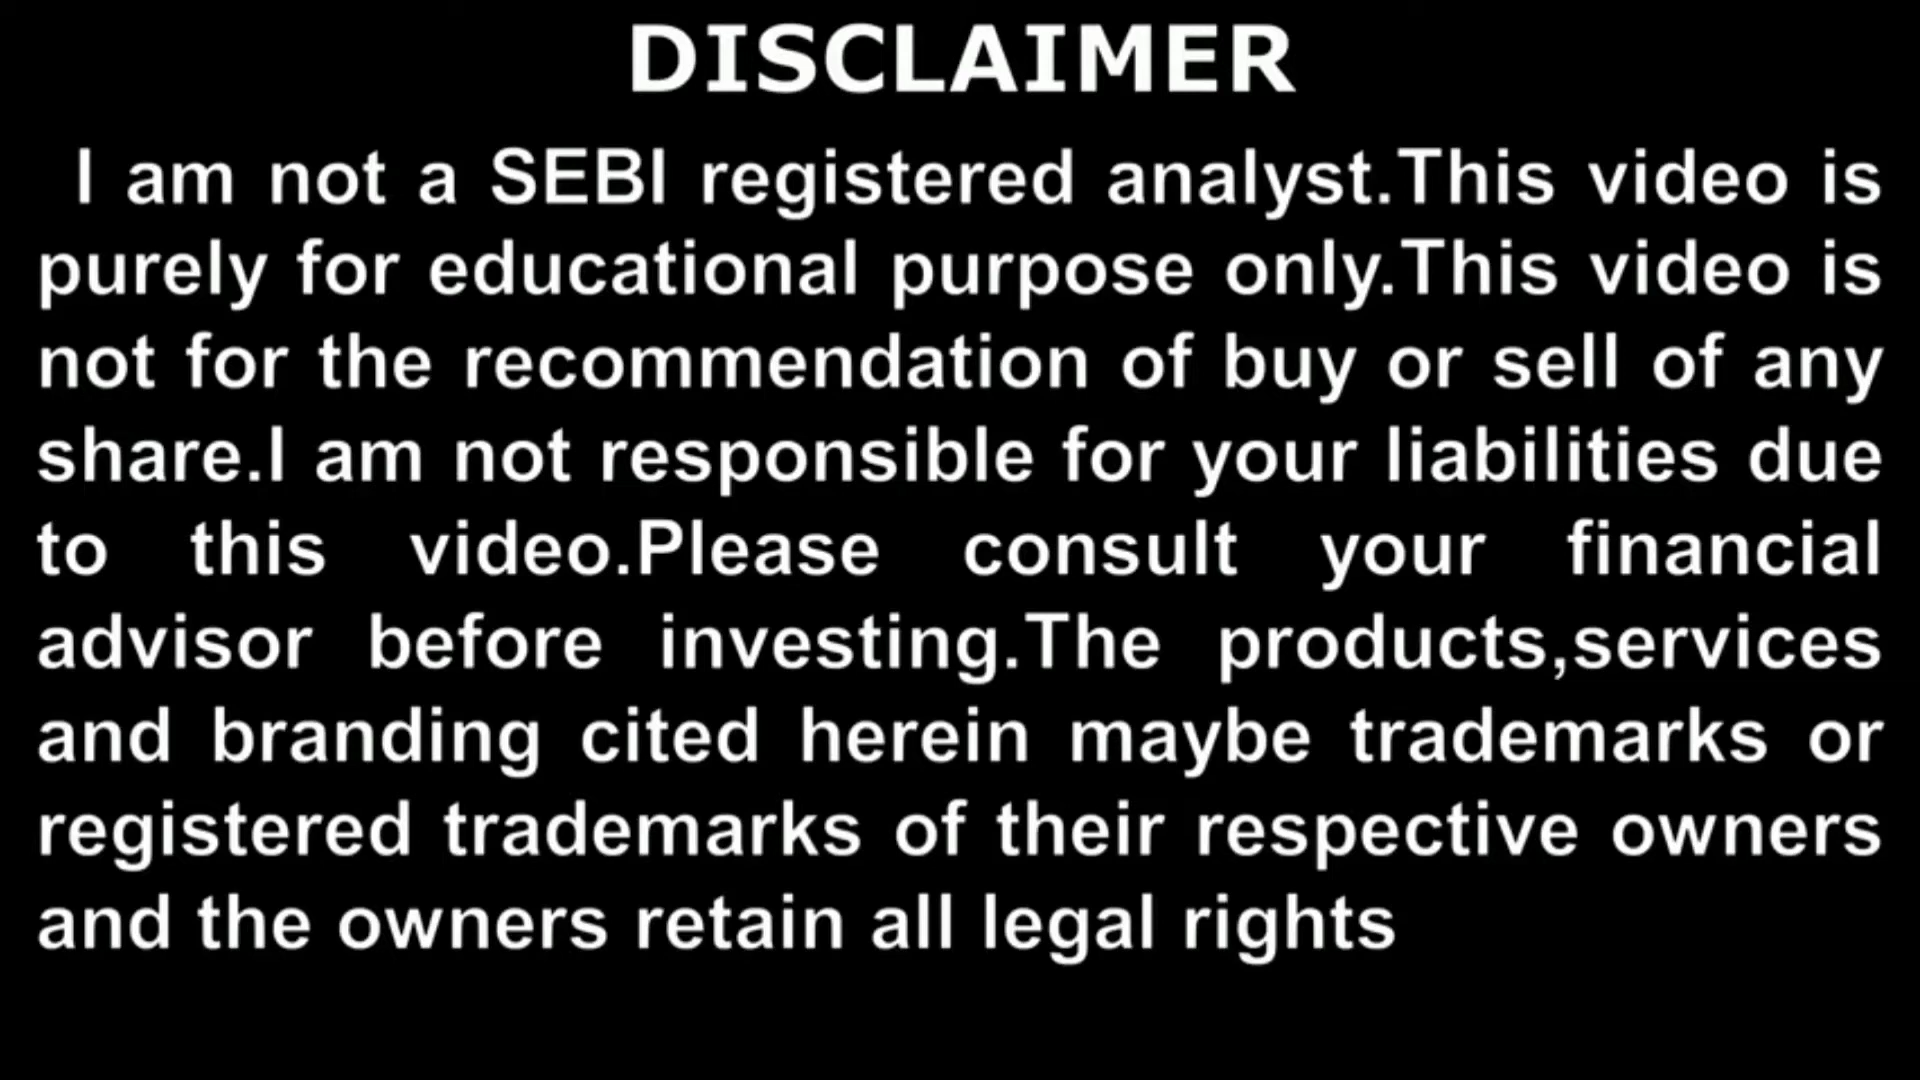 DISCLAIMER
I am not a SEBI registered analyst.This video is
purely for educational purpose only.This video is
not for the recommendation of buy or sell of any
share.I am not responsible for your liabilities due
to this video.Please consult your financial
advisor before investing.The products,services
and branding cited herein maybe trademarks or
registered trademarks of their respective owners
and the owners retain all legal rights